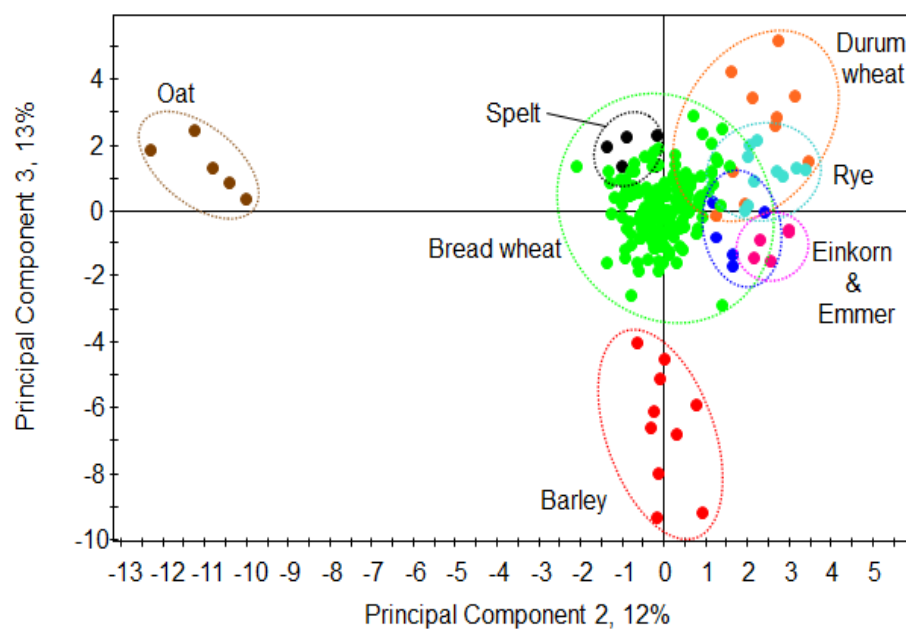 Principal Component 3, 13%
4
2
0
-2
-4
-6
-8
-10
Oat
Spelt
Bread wheat
Barley
Durum
wheat
Rye
Einkorn
&
Emmer
-13 -12 -11 -10 -9 -8 -7 -6 -5 -4 -3 -2 -1 0 1 2 3 4 5
Principal Component 2, 12%